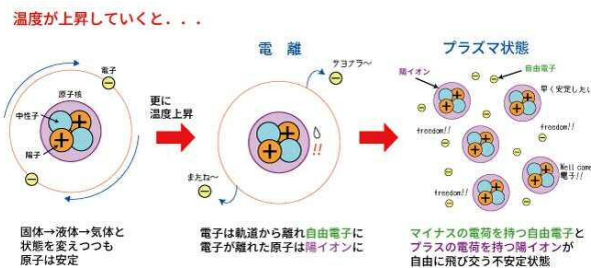 温度が上昇していくと．．．
電子
原子核
中性子
陽子
更に
温度上昇
電　離
サヨナラ〜
またね〜
!!
プラズマ状態
陽イオン
自由電子
早く安定したい
freedom!!
freedom!!
freedom!!
Well come
電子!!
固体→液体→気体と
状態を変えつつも
原子は安定
電子は軌道から離れ自由電子に
電子が離れた原子は陽イオンに
マイナスの電荷を持つ自由電子と
プラスの電荷を持つ陽イオンが
自由に飛び交う不安定状態